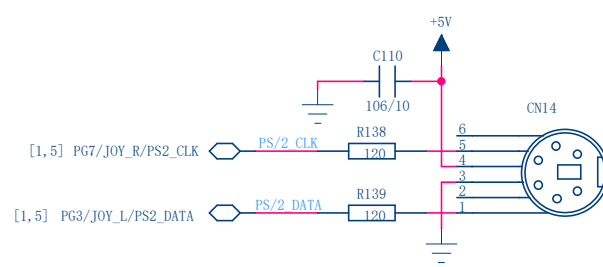 +5V
C110
106/10
CN14
R138
6
[1,5] PG7/JOY_R/PS2_CLK
PS/2_CLK
120
5
4
R139
3
2
[1,5] PG3/JOY_L/PS2_DATA
PS/2_DATA
120
1